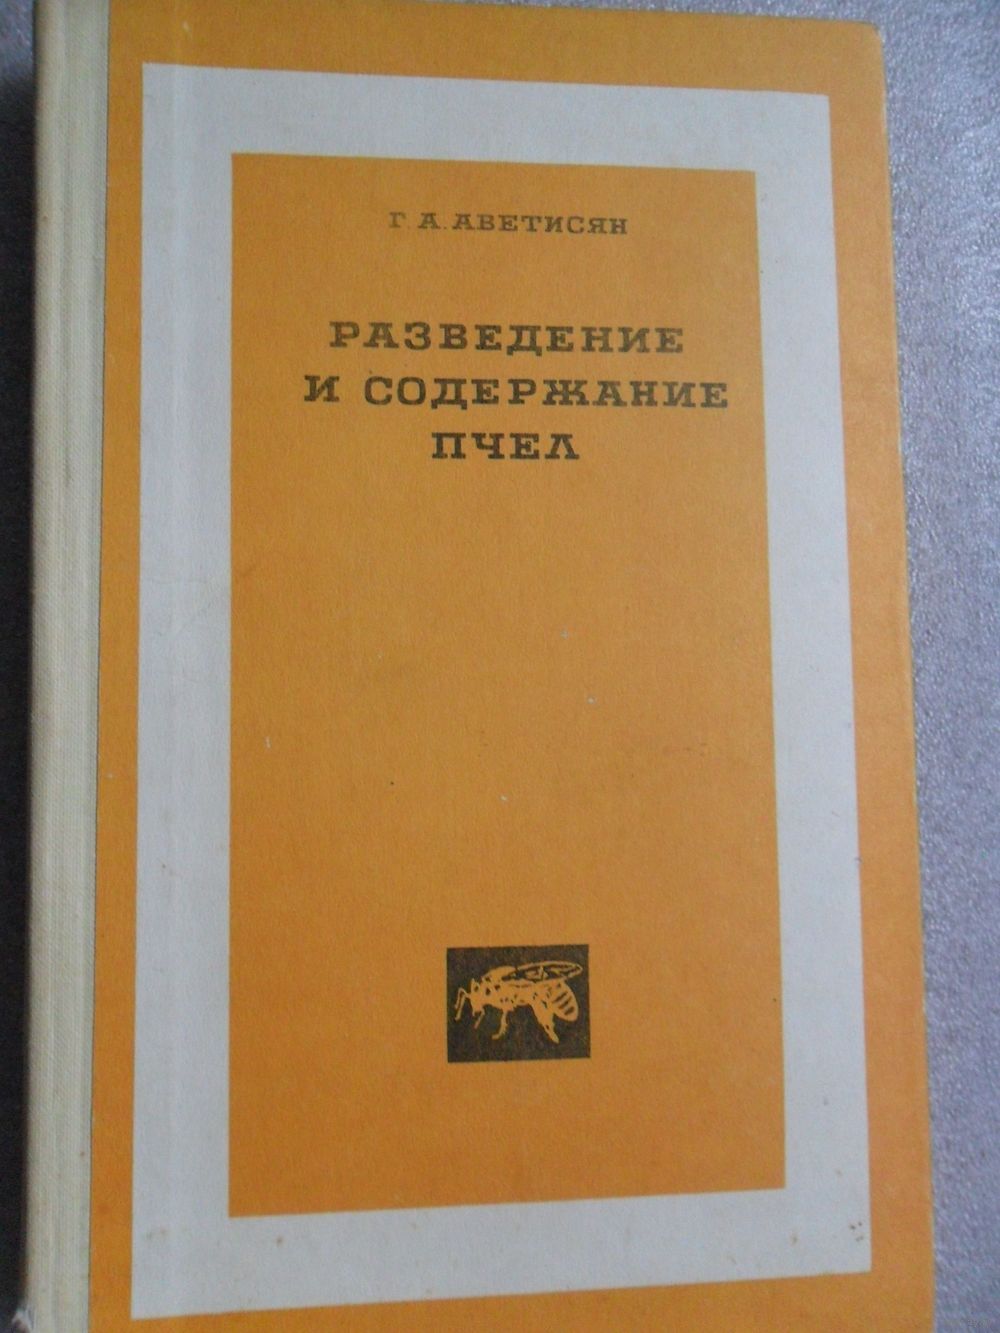 Г. А. АВЕТИСЯН
РАЗВЕДЕНИЕ
И СОДЕРЖАНИЕ
ПЧЕЛ